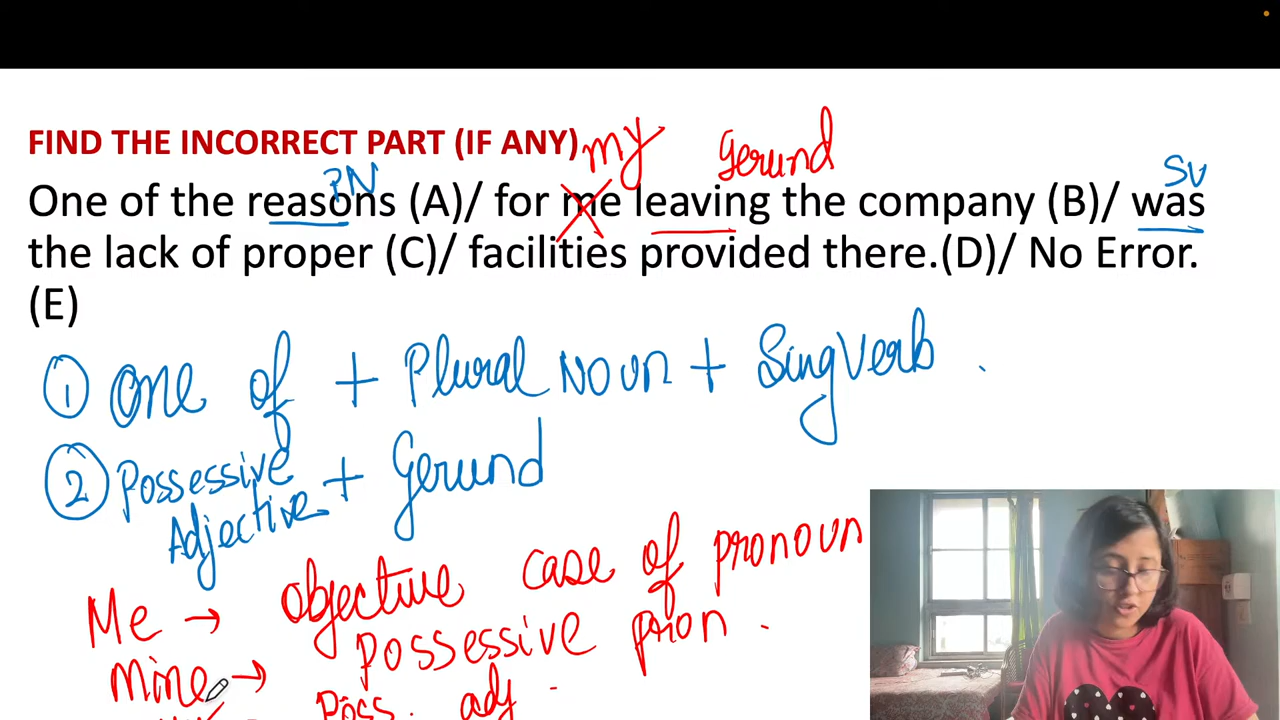 FIND THE INCORRECT PART (IF ANY)
my
Gerund
PN
SV
One of the reasons (A)/ for me leaving the company (B)/ was
the lack of proper (C)/ facilities provided there.(D)/ No Error.
(E)
① One of + Plural Noun + Sing Verb .
② Possessive Adjective + Gerund
Me → Objective case of pronoun
Mine → Possessive pron .
Poss. adj .